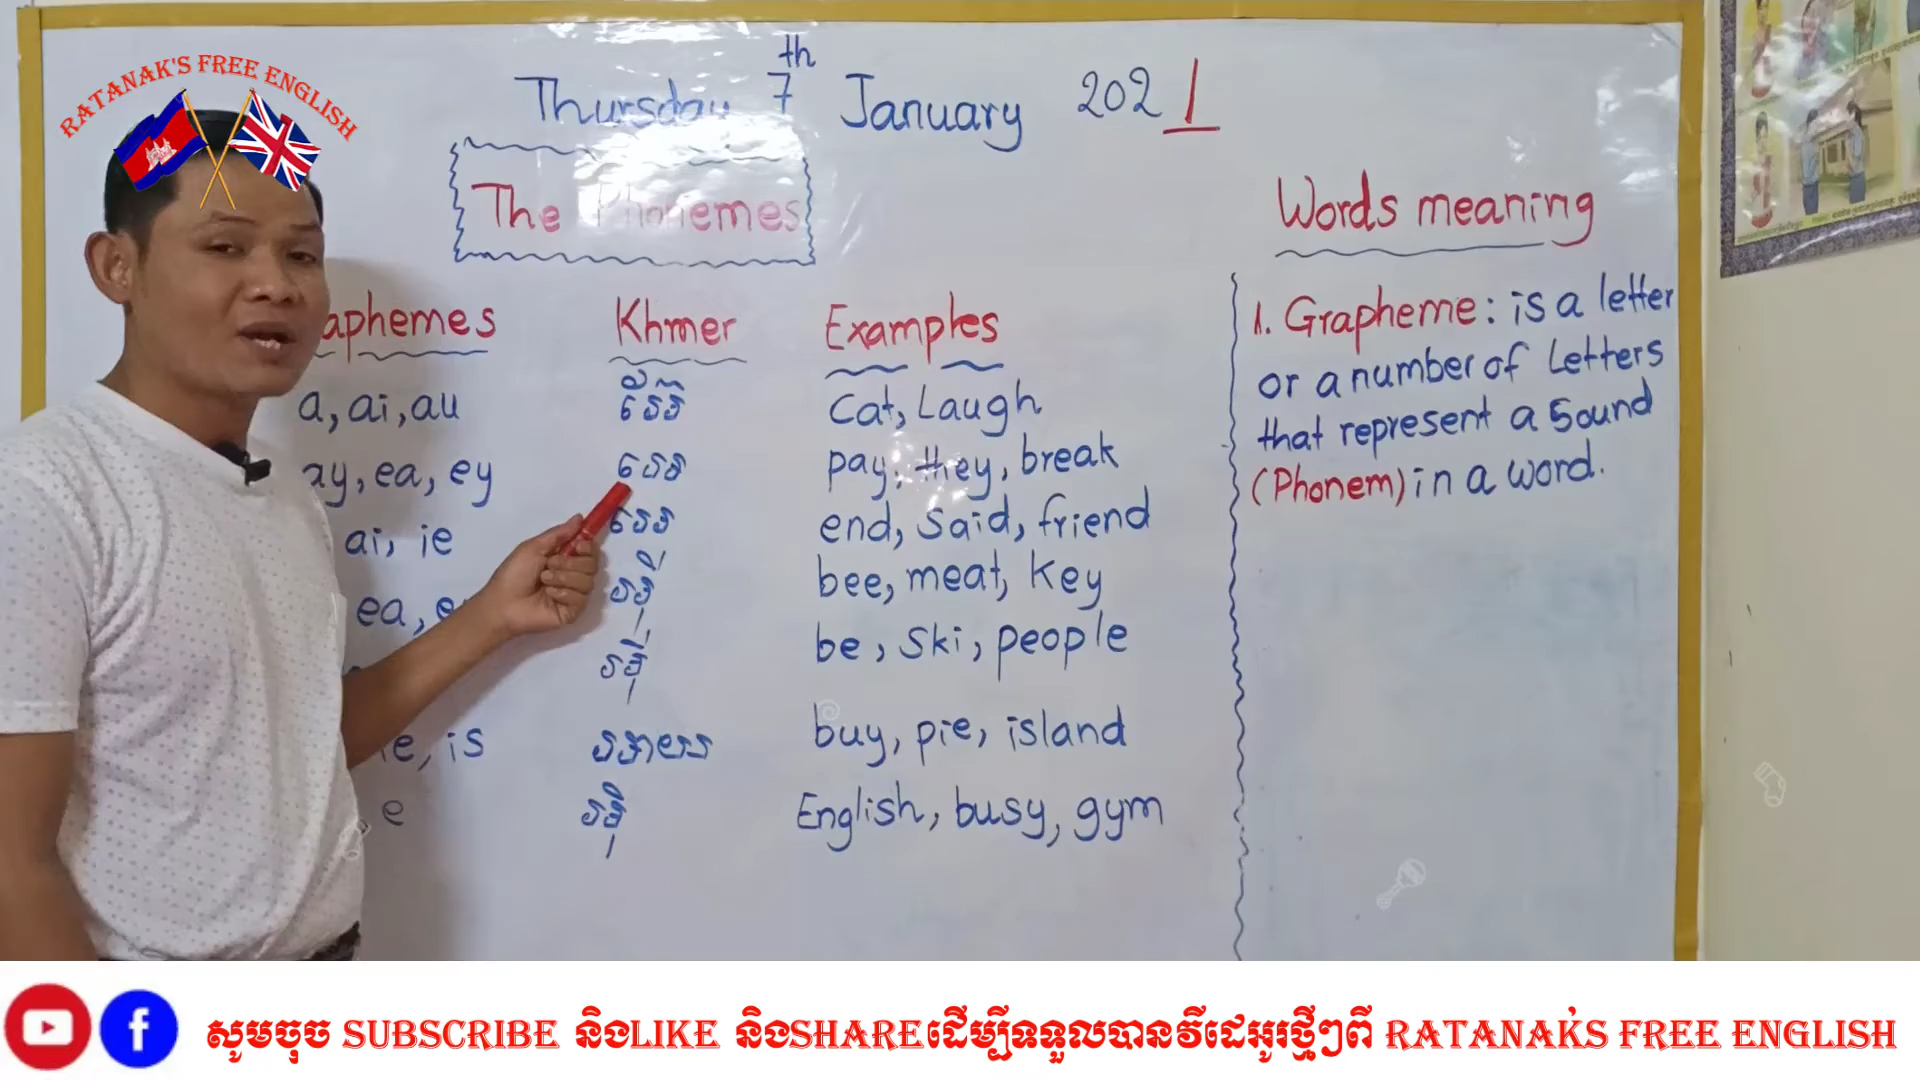 RATANAK'S FREE ENGLISH
Thursday 7th January 2021
The Phonemes
Words meaning
aphemes Khmer Examples
a, ai, au Cat, Laugh
ay, ea, ey pay, they, break
ai, ie end, said, friend
ea, bee, meat, key
be, ski, people
ie, is buy, pie, island
e English, busy, gym
1. Grapheme: is a letter
or a number of Letters
that represent a Sound
(Phonem) in a word.
សូមចុច SUBSCRIBE និងLIKE និងSHAREដើម្បីទទួលបានវីដេអូរថ្មីៗពី RATANAK'S FREE ENGLISH